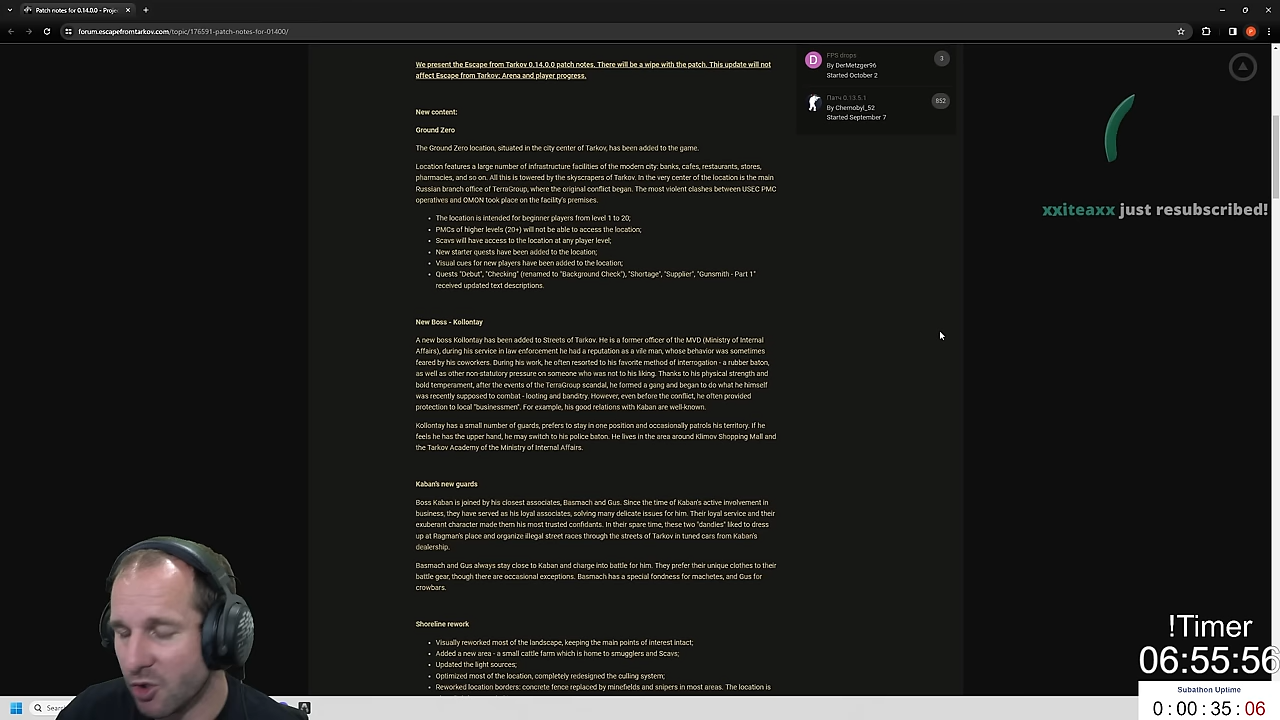 Patch notes for 0.14.0.0 - Proje
forum.escapefromtarkov.com/topic/176591-patch-notes-for-01400/
We present the Escape from Tarkov 0.14.0.0 patch notes. There will be a wipe with the patch. This update will not
affect Escape from Tarkov: Arena and player progress.
New content:
Ground Zero
The Ground Zero location, situated in the city center of Tarkov, has been added to the game.
Location features a large number of infrastructure facilities of the modern city: banks, cafes, restaurants, stores,
pharmacies, and so on. All this is towered by the skyscrapers of Tarkov. In the very center of the location is the main
Russian branch office of TerraGroup, where the original conflict began. The most violent clashes between USEC PMC
operatives and OMON took place on the facility's premises.
• The location is intended for beginner players from level 1 to 20;
• PMCs of higher levels (20+) will not be able to access the location;
• Scavs will have access to the location at any player level;
• New starter quests have been added to the location;
• Visual cues for new players have been added to the location;
• Quests "Debut", "Checking" (renamed to "Background Check"), "Shortage", "Supplier", "Gunsmith - Part 1"
received updated text descriptions.
New Boss - Kollontay
A new boss Kollontay has been added to Streets of Tarkov. He is a former officer of the MVD (Ministry of Internal
Affairs), during his service in law enforcement he had a reputation as a vile man, whose behavior was sometimes
feared by his coworkers. During his work, he often resorted to his favorite method of interrogation - a rubber baton,
as well as other non-statutory pressure on someone who was not to his liking. Thanks to his physical strength and
bold temperament, after the events of the TerraGroup scandal, he formed a gang and began to do what he himself
was recently supposed to combat - looting and banditry. However, even before the conflict, he often provided
protection to local "businessmen". For example, his good relations with Kaban are well-known.
Kollontay has a small number of guards, prefers to stay in one position and occasionally patrols his territory. If he
feels he has the upper hand, he may switch to his police baton. He lives in the area around Klimov Shopping Mall and
the Tarkov Academy of the Ministry of Internal Affairs.
Kaban's new guards
Boss Kaban is joined by his closest associates, Basmach and Gus. Since the time of Kaban's active involvement in
business, they have served as his loyal associates, solving many delicate issues for him. Their loyal service and their
exuberant character made them his most trusted confidants. In their spare time, these two "dandies" liked to dress
up at Ragman's place and organize illegal street races through the streets of Tarkov in tuned cars from Kaban's
dealership.
Basmach and Gus always stay close to Kaban and charge into battle for him. They prefer their unique clothes to their
battle gear, though there are occasional exceptions. Basmach has a special fondness for machetes, and Gus for
crowbars.
Shoreline rework
• Visually reworked most of the landscape, keeping the main points of interest intact;
• Added a new area - a small cattle farm which is home to smugglers and Scavs;
• Updated the light sources;
• Optimized most of the location, completely redesigned the culling system;
• Reworked location borders: concrete fence replaced by minefields and snipers in most areas. The location is
D
FPS drops
By DerMetzger96
Started October 2
3
Патч 0.13.5.1
By Chernobyl_52
Started September 7
852
xxiteaxx just resubscribed!
!Timer
06:55:56
Subathon Uptime
0:00:35:06
Searc